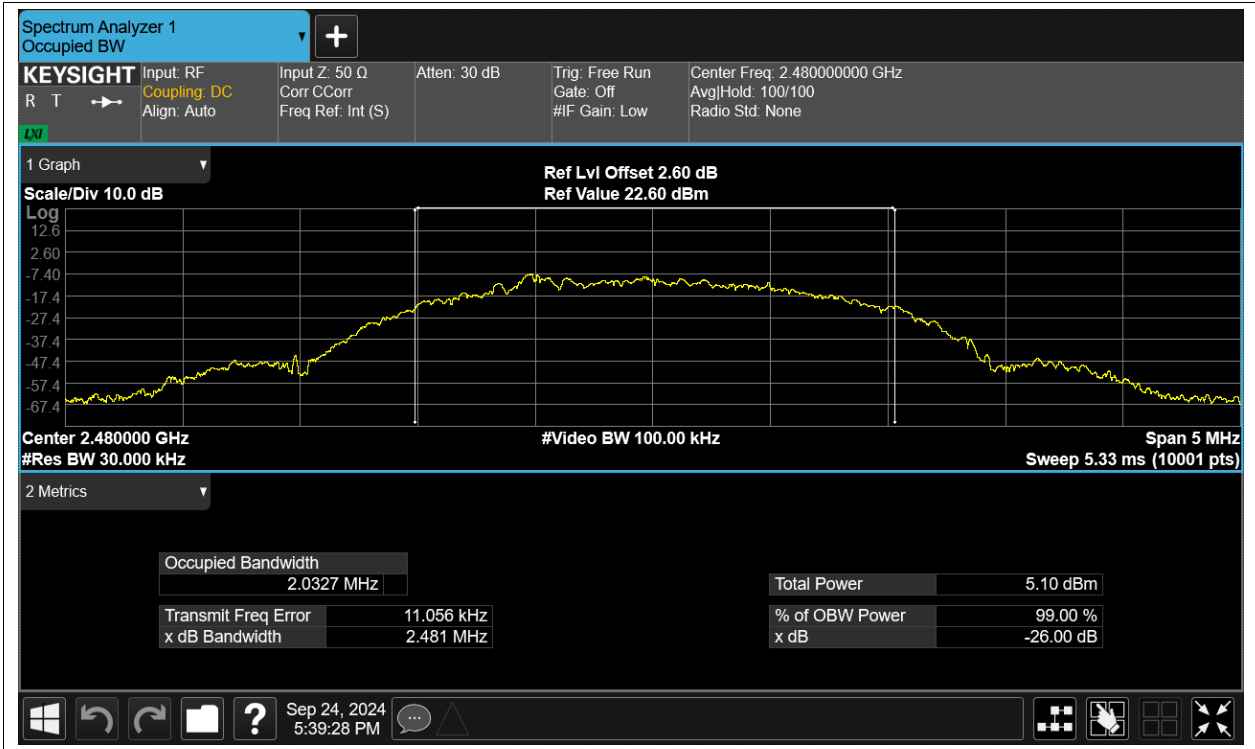 Spectrum Analyzer 1
Occupied BW
KEYSIGHT
R T
LXI
Input: RF
Coupling: DC
Align: Auto
Input Z: 50 Ω
Corr CCorr
Freq Ref: Int (S)
Atten: 30 dB
Trig: Free Run
Gate: Off
#IF Gain: Low
Center Freq: 2.480000000 GHz
Avg|Hold: 100/100
Radio Std: None
1 Graph
Scale/Div 10.0 dB
Ref Lvl Offset 2.60 dB
Ref Value 22.60 dBm
Log
12.6
2.60
-7.40
-17.4
-27.4
-37.4
-47.4
-57.4
-67.4
Center 2.480000 GHz
#Res BW 30.000 kHz
#Video BW 100.00 kHz
Span 5 MHz
Sweep 5.33 ms (10001 pts)
2 Metrics
Occupied Bandwidth
2.0327 MHz
Transmit Freq Error 11.056 kHz
x dB Bandwidth 2.481 MHz
Total Power 5.10 dBm
% of OBW Power 99.00 %
x dB -26.00 dB
?
Sep 24, 2024
5:39:28 PM